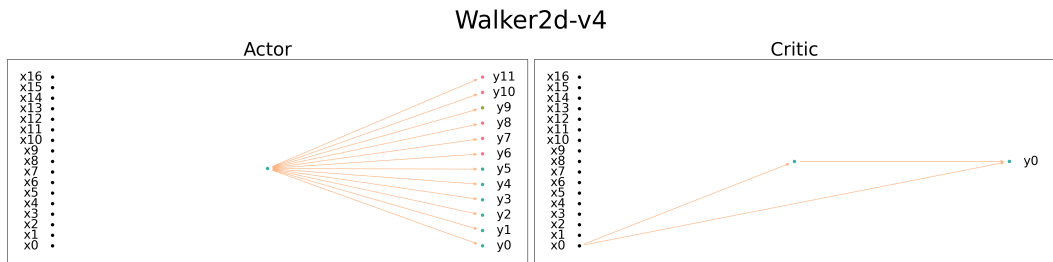 Walker2d-v4
Actor
x16
x15
x14
x13
x12
x11
x10
x9
x8
x7
x6
x5
x4
x3
x2
x1
x0
y11
y10
y9
y8
y7
y6
y5
y4
y3
y2
y1
y0
Critic
x16
x15
x14
x13
x12
x11
x10
x9
x8
x7
x6
x5
x4
x3
x2
x1
x0
y0